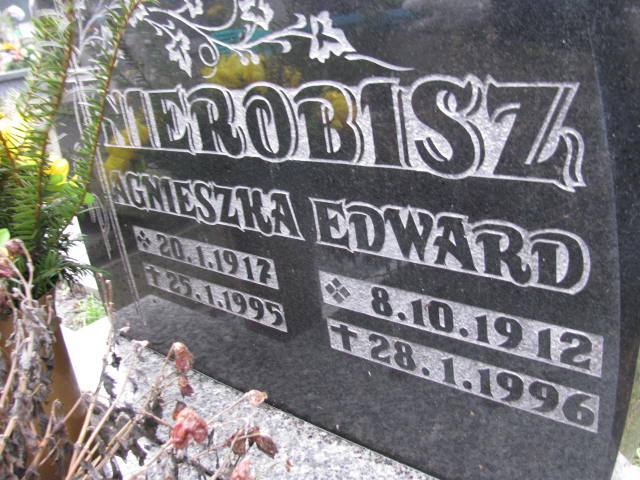 NIEROBISZ
AGNIESZKA EDWARD
20.1.1917 8.10.1912
25.1.1995 28.1.1996